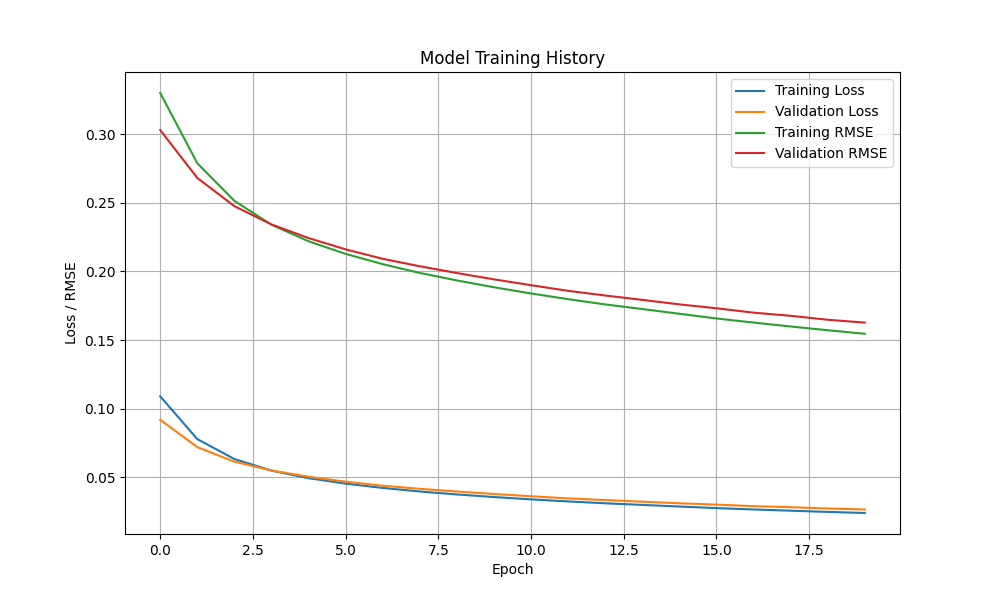 Model Training History
Training Loss
Validation Loss
Training RMSE
Validation RMSE
Loss / RMSE
0.30
0.25
0.20
0.15
0.10
0.05
0.0 2.5 5.0 7.5 10.0 12.5 15.0 17.5
Epoch